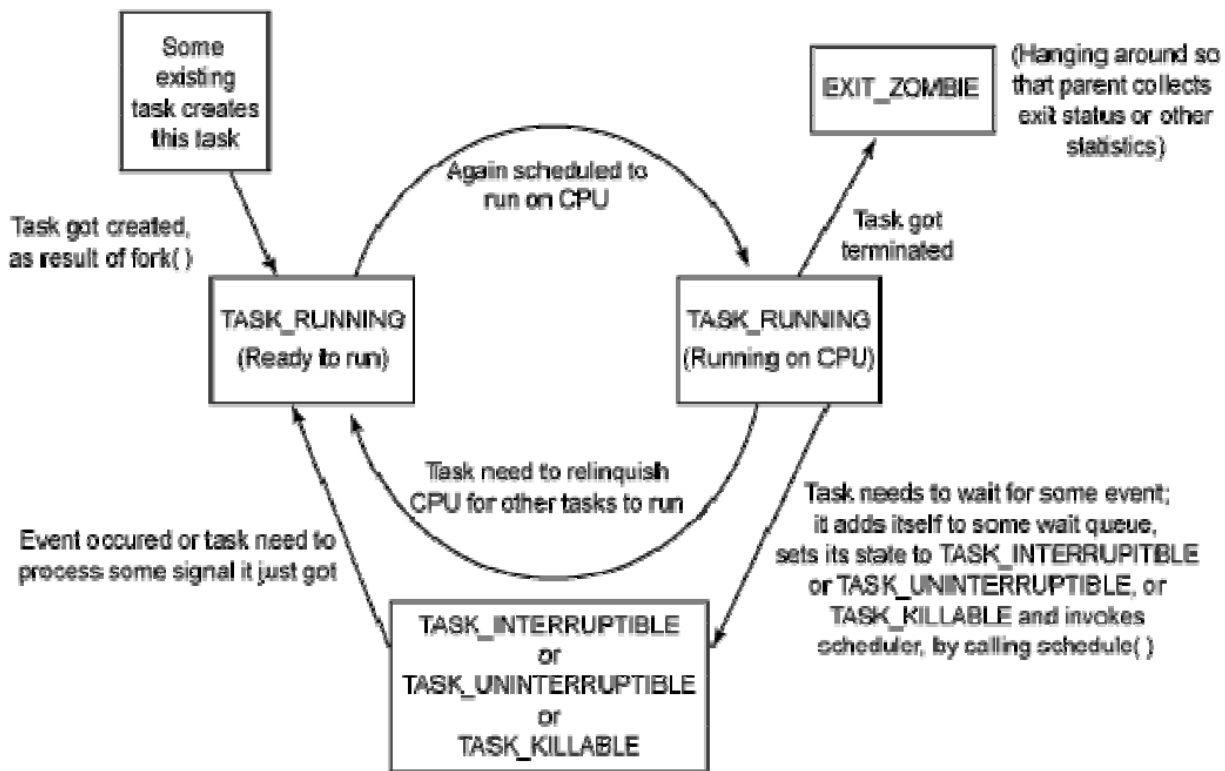 Some
existing
task creates
this task
EXIT_ZOMBIE
(Hanging around so
that parent collects
exit status or other
statistics)
Again scheduled to
run on CPU
Task got created,
as result of fork( )
Task got
terminated
TASK_RUNNING
(Ready to run)
TASK_RUNNING
(Running on CPU)
Task need to relinquish
CPU for other tasks to run
Event occured or task need to
process some signal it just got
Task needs to wait for some event;
it adds itself to some wait queue,
sets its state to TASK_INTERRUPITIBLE
or TASK_UNINTERRUPTIBLE, or
TASK_KILLABLE and invokes
scheduler, by calling schedule( )
TASK_INTERRUPTIBLE
or
TASK_UNINTERRUPTIBLE
or
TASK_KILLABLE